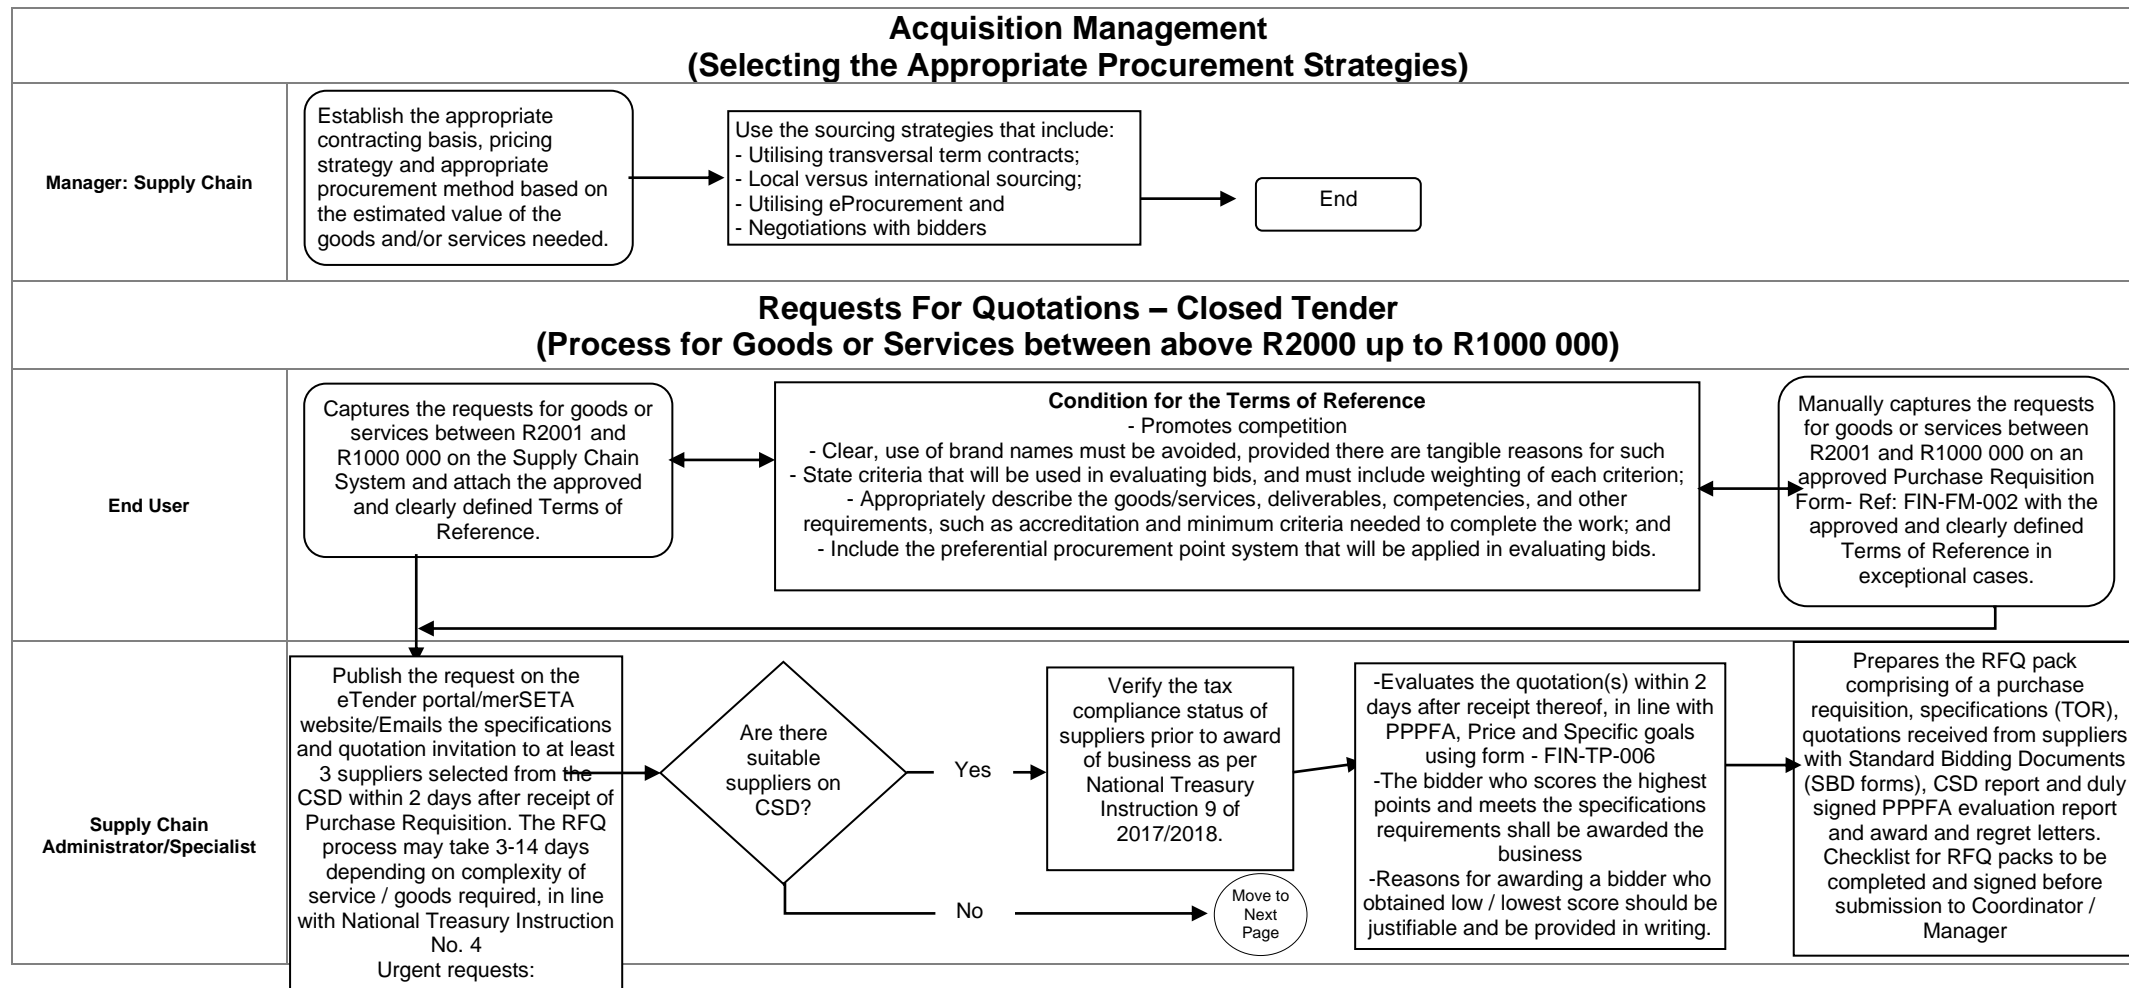 Acquisition Management
(Selecting the Appropriate Procurement Strategies)
Manager: Supply Chain
Establish the appropriate
contracting basis, pricing
strategy and appropriate
procurement method based on
the estimated value of the
goods and/or services needed.
Use the sourcing strategies that include:
- Utilising transversal term contracts;
- Local versus international sourcing;
- Utilising eProcurement and
- Negotiations with bidders
End
Requests For Quotations – Closed Tender
(Process for Goods or Services between above R2000 up to R1000 000)
End User
Captures the requests for goods or
services between R2001 and
R1000 000 on the Supply Chain
System and attach the approved
and clearly defined Terms of
Reference.
Condition for the Terms of Reference
- Promotes competition
- Clear, use of brand names must be avoided, provided there are tangible reasons for such
- State criteria that will be used in evaluating bids, and must include weighting of each criterion;
- Appropriately describe the goods/services, deliverables, competencies, and other
requirements, such as accreditation and minimum criteria needed to complete the work; and
- Include the preferential procurement point system that will be applied in evaluating bids.
Manually captures the requests
for goods or services between
R2001 and R1000 000 on an
approved Purchase Requisition
Form- Ref: FIN-FM-002 with the
approved and clearly defined
Terms of Reference in
exceptional cases.
Supply Chain
Administrator/Specialist
Publish the request on the
eTender portal/merSETA
website/Emails the specifications
and quotation invitation to at least
3 suppliers selected from the
CSD within 2 days after receipt of
Purchase Requisition. The RFQ
process may take 3-14 days
depending on complexity of
service / goods required, in line
with National Treasury Instruction
No. 4
Urgent requests:
Are there
suitable
suppliers on
CSD?
Yes
No
Verify the tax
compliance status of
suppliers prior to award
of business as per
National Treasury
Instruction 9 of
2017/2018.
Move to
Next
Page
-Evaluates the quotation(s) within 2
days after receipt thereof, in line with
PPPFA, Price and Specific goals
using form - FIN-TP-006
-The bidder who scores the highest
points and meets the specifications
requirements shall be awarded the
business
-Reasons for awarding a bidder who
obtained low / lowest score should be
justifiable and be provided in writing.
Prepares the RFQ pack
comprising of a purchase
requisition, specifications (TOR),
quotations received from suppliers
with Standard Bidding Documents
(SBD forms), CSD report and duly
signed PPPFA evaluation report
and award and regret letters.
Checklist for RFQ packs to be
completed and signed before
submission to Coordinator /
Manager